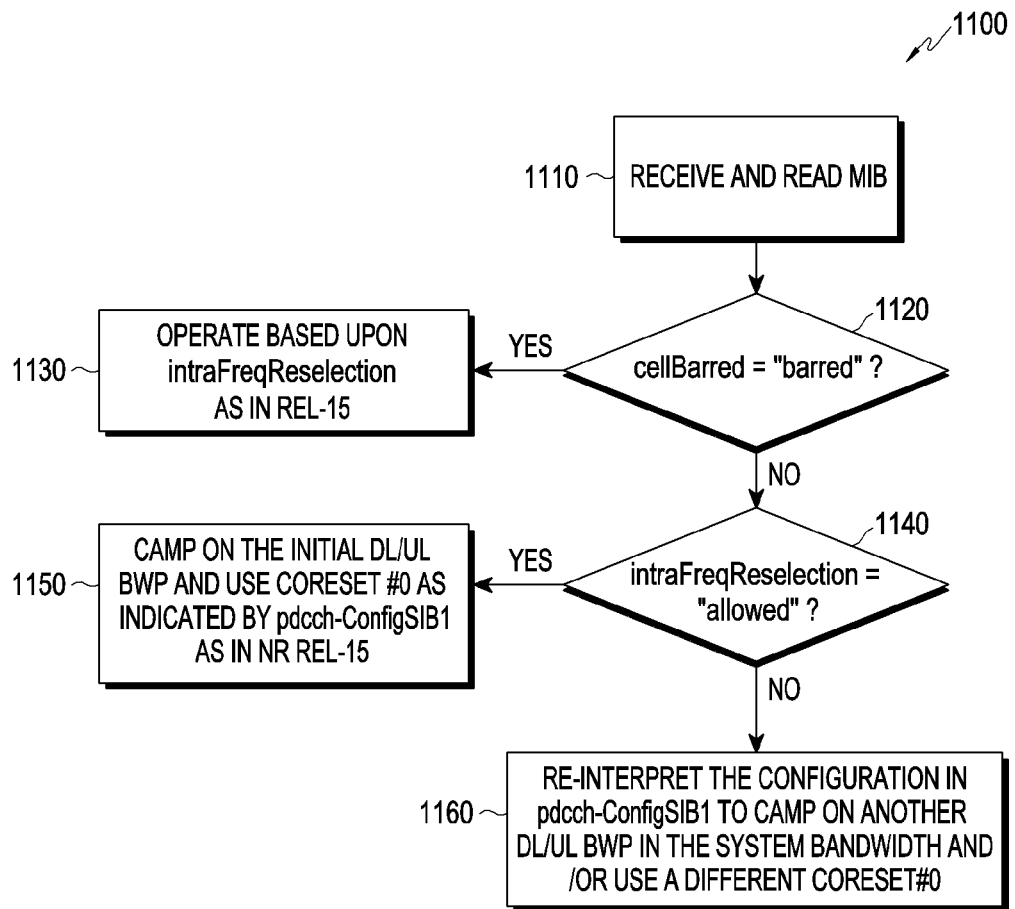 1100
1110
RECEIVE AND READ MIB
1120
cellBarred = "barred" ?
YES
1130
OPERATE BASED UPON
intraFreqReselection
AS IN REL-15
NO
1140
intraFreqReselection =
"allowed" ?
YES
1150
CAMP ON THE INITIAL DL/UL
BWP AND USE CORESET #0 AS
INDICATED BY pdcch-ConfigSIB1
AS IN NR REL-15
NO
1160
RE-INTERPRET THE CONFIGURATION IN
pdcch-ConfigSIB1 TO CAMP ON ANOTHER
DL/UL BWP IN THE SYSTEM BANDWIDTH AND
/OR USE A DIFFERENT CORESET#0